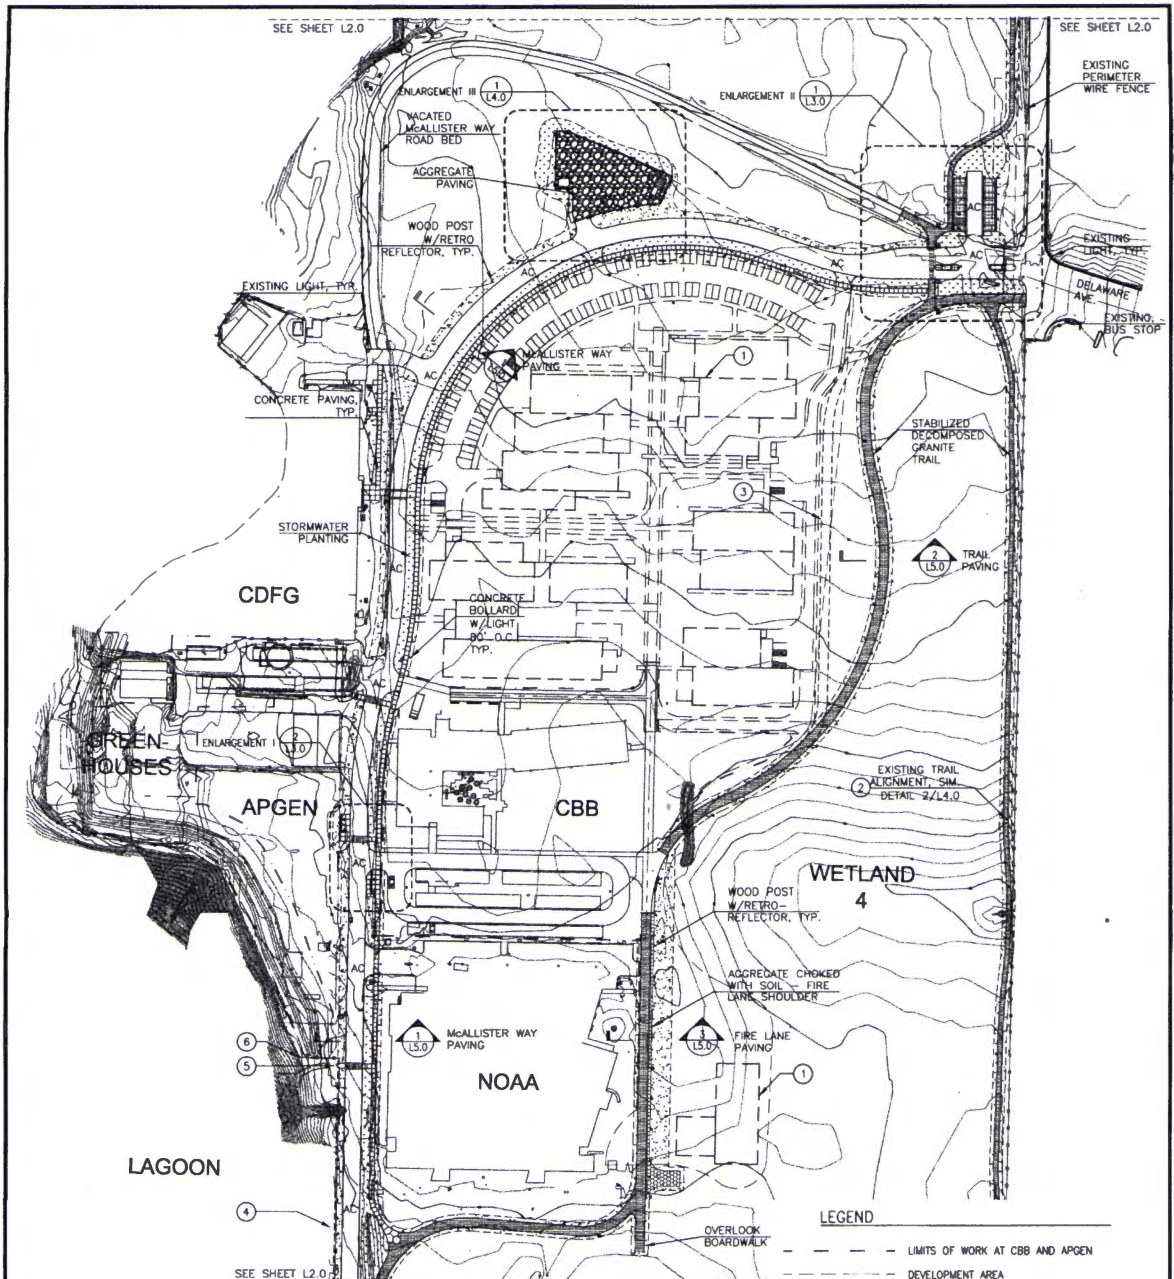 SEE SHEET L2.0
SEE SHEET L2.0
EXISTING
PERIMETER
WIRE FENCE
ENLARGEMENT III
1
L4.0
ENLARGEMENT II
1
L3.0
VACATED
McALLISTER WAY
ROAD BED
AGGREGATE
PAVING
WOOD POST
W/RETRO
REFLECTOR, TYP.
AC
AC
AC
AC
EXISTING
LIGHT, TYP.
EXISTING LIGHT, TYP.
DELAWARE
AVE.
EXISTING
BUS STOP
McALLISTER WAY
PAVING
1
AC
CONCRETE PAVING,
TYP.
STABILIZED
DECOMPOSED
GRANITE
TRAIL
3
STORMWATER
PLANTING
2
L5.0
TRAIL
PAVING
AC
CDFG
CONCRETE
BOLLARD
W/LIGHT
80' O.C.
TYP.
AC
GREEN-
HOUSES
ENLARGEMENT I
2
L3.0
APGEN
CBB
2
EXISTING TRAIL
ALIGNMENT, SIM.
DETAIL 2/L4.0
AC
WETLAND
4
WOOD POST
W/RETRO-
REFLECTOR, TYP.
AC
AGGREGATE CHOKED
WITH SOIL – FIRE
LANE SHOULDER
6
5
1
L5.0
McALLISTER WAY
PAVING
3
L5.0
FIRE LANE
PAVING
1
NOAA
LAGOON
4
AC
OVERLOOK
BOARDWALK
SEE SHEET L2.0
LEGEND
LIMITS OF WORK AT CBB AND APGEN
DEVELOPMENT AREA